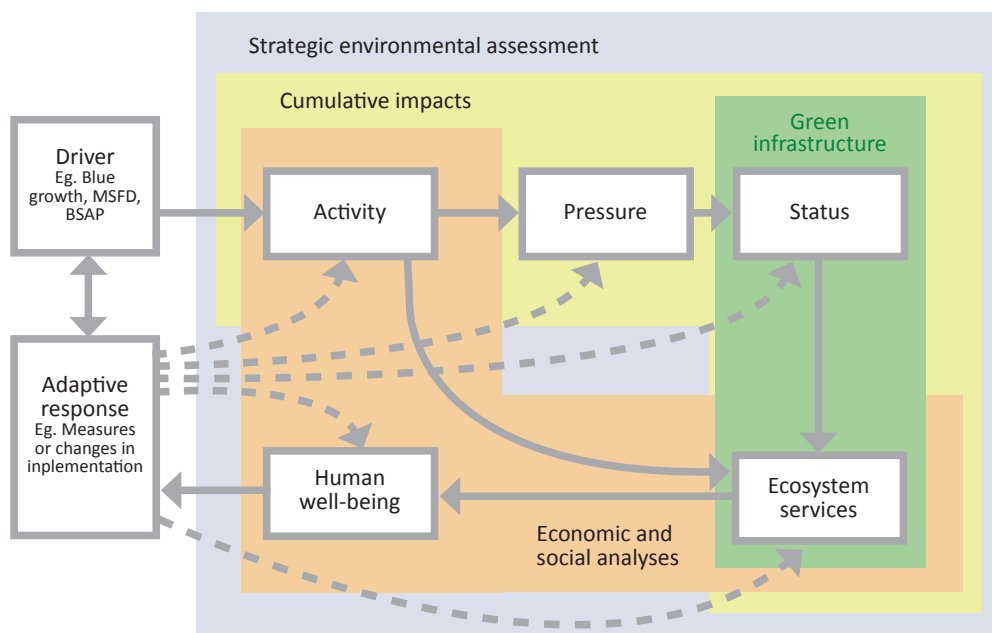 Strategic environmental assessment
Cumulative impacts
Green
infrastructure
Driver
Eg. Blue
growth, MSFD,
BSAP
Activity
Pressure
Status
Adaptive
response
Eg. Measures
or changes in
inplementation
Human
well-being
Ecosystem
services
Economic and
social analyses